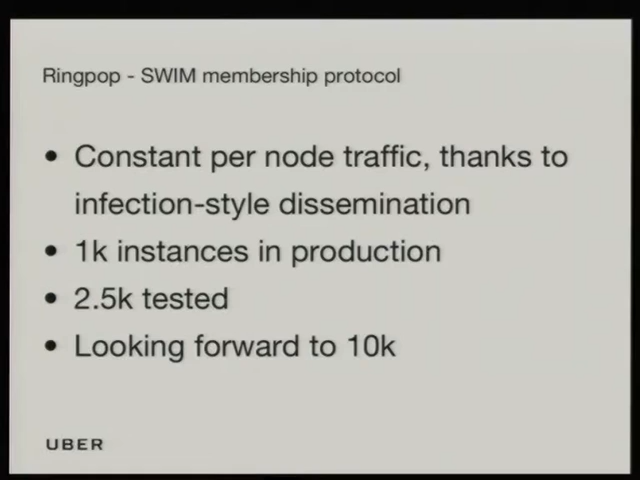 Ringpop - SWIM membership protocol
• Constant per node traffic, thanks to
infection-style dissemination
• 1k instances in production
• 2.5k tested
• Looking forward to 10k
UBER